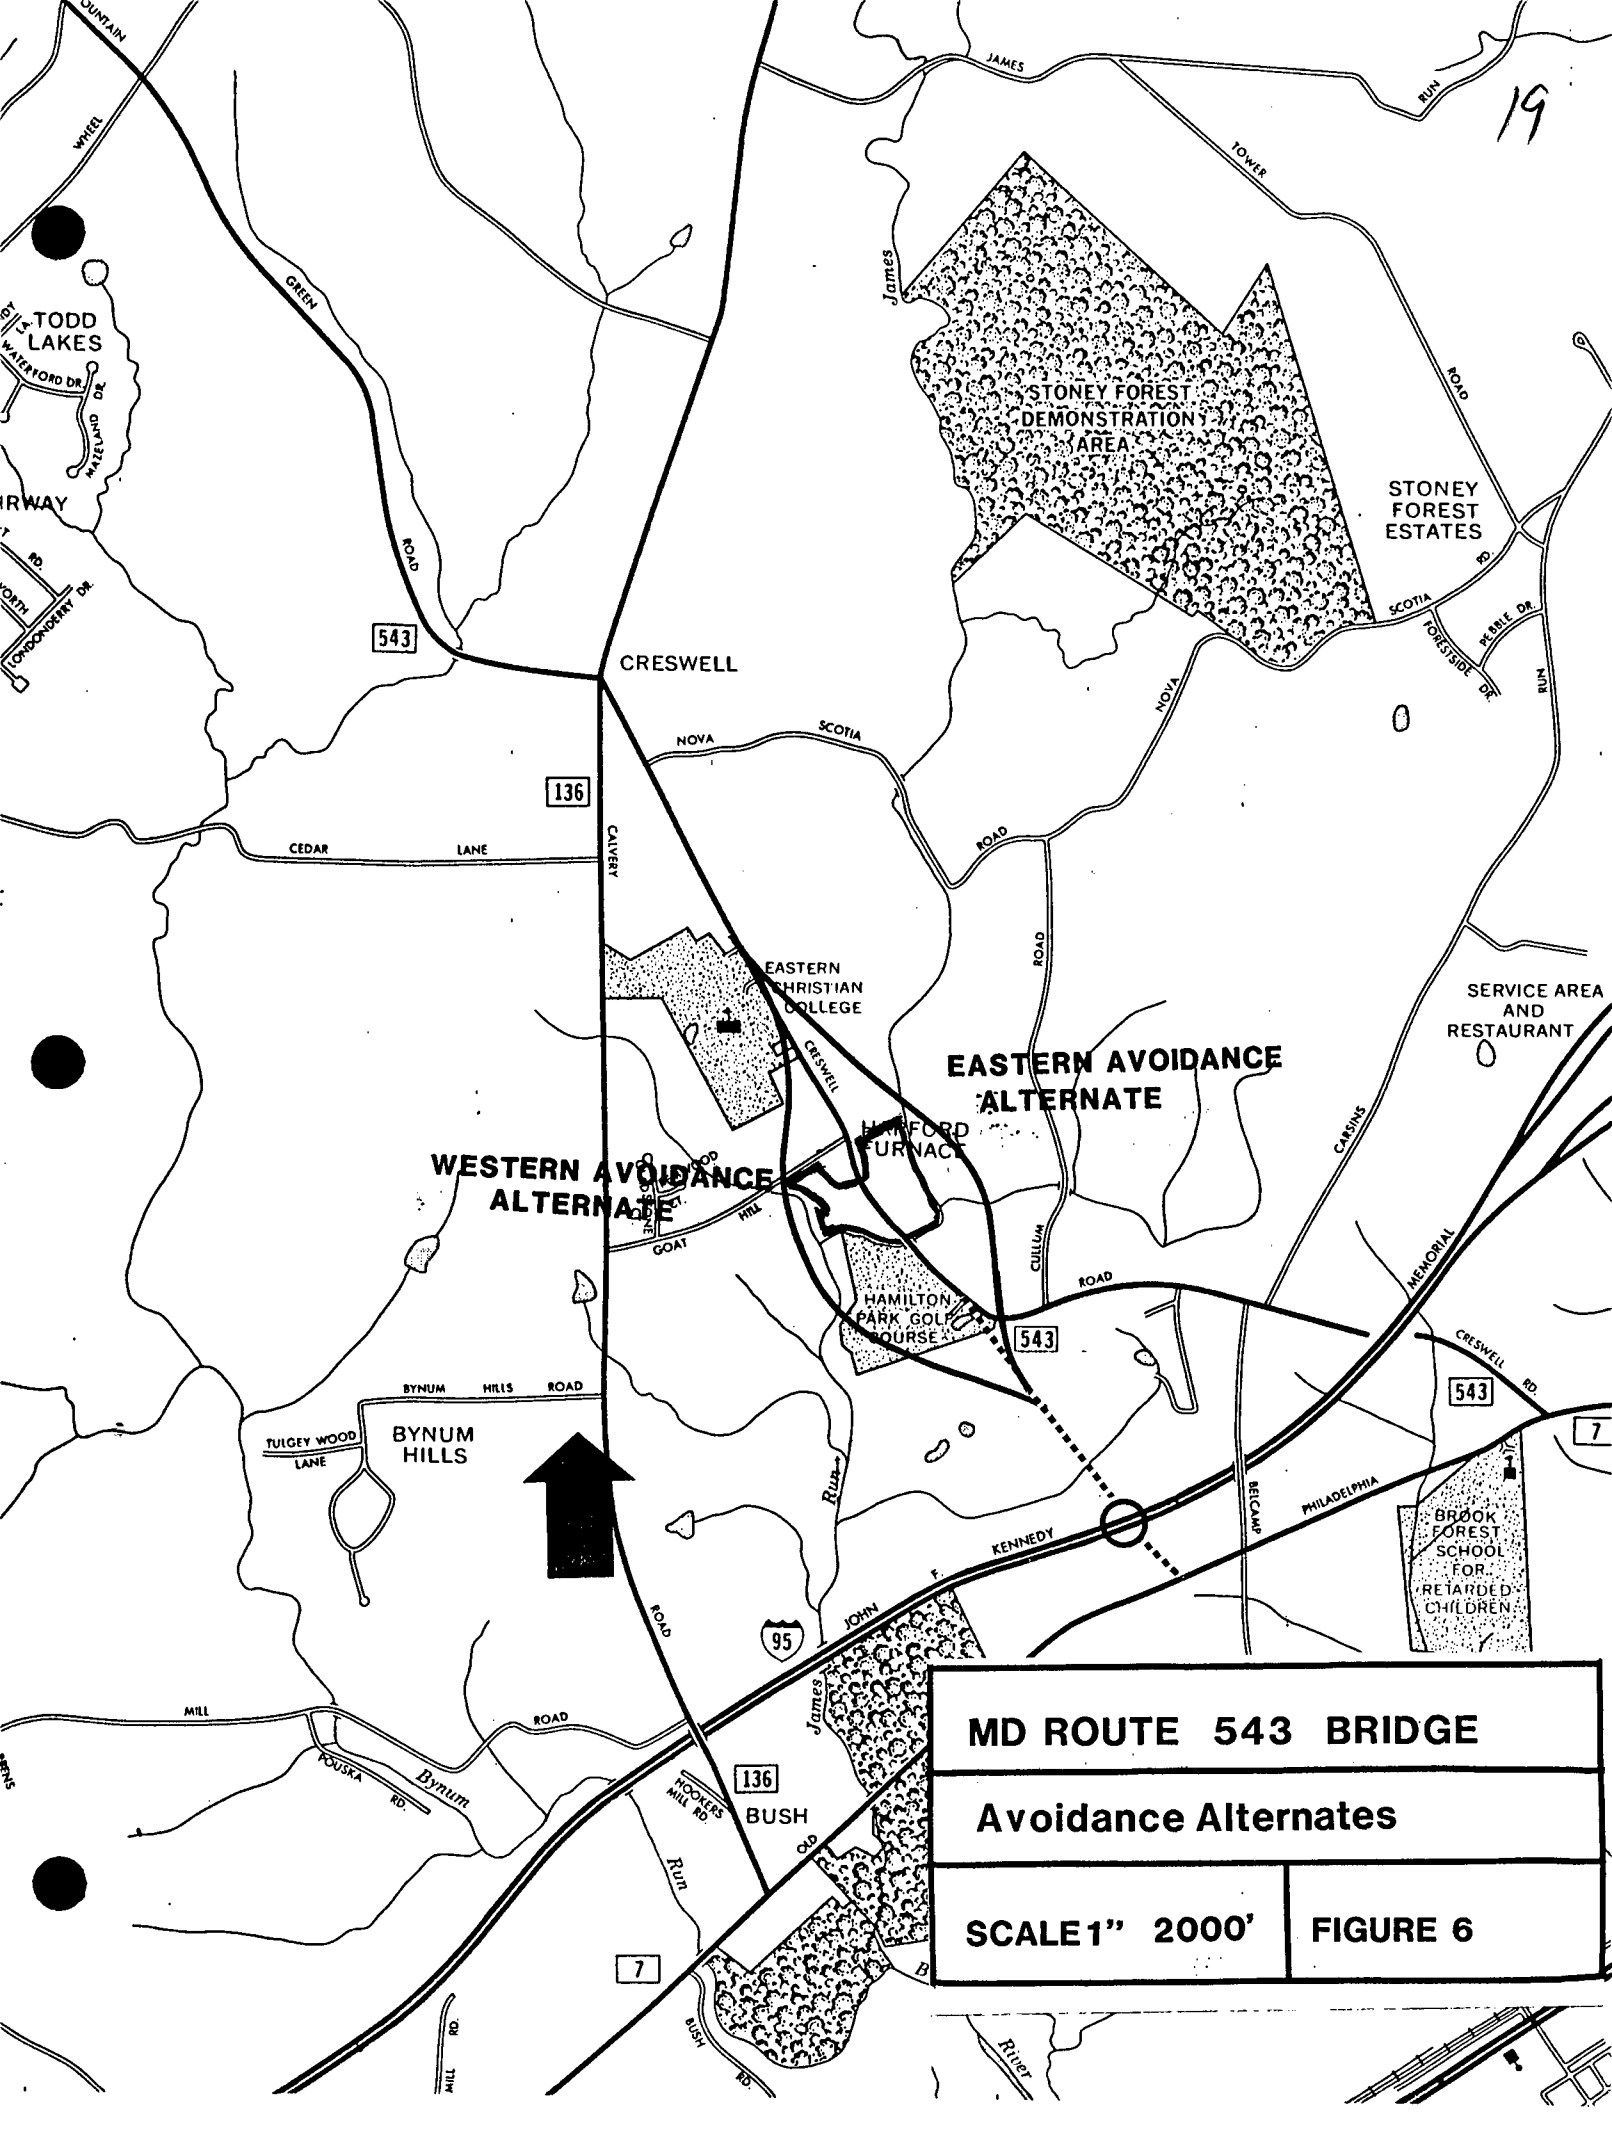 MOUNTAIN
WHEEL
JAMES
RUN
19
TOWER
James
GREEN
TODD
LAKES
LA.
WATERFORD DR.
MAZELAND DR.
ROAD
STONEY FOREST
DEMONSTRATION
AREA
STONEY
FOREST
ESTATES
RD.
SCOTIA
PEBBLE DR.
FORESTSIDE DR.
RUN
NOVA
IRWAY
RD.
WORTH
LONDONDERRY DR.
ROAD
543
CRESWELL
NOVA
SCOTIA
136
CALVERY
CEDAR LANE
ROAD
ROAD
EASTERN
CHRISTIAN
COLLEGE
SERVICE AREA
AND
RESTAURANT
CRESWELL
EASTERN AVOIDANCE
ALTERNATE
CARSINS
HARFORD
FURNACE
WESTERN AVOIDANCE
ALTERNATE
CT.
GOAT
HILL
CULLUM
MEMORIAL
ROAD
HAMILTON
PARK GOLF
COURSE
543
CRESWELL
RD.
543
7
BYNUM HILLS ROAD
TULGEY WOOD
LANE
BYNUM
HILLS
Run
BELCAMP
PHILADELPHIA
KENNEDY
BROOK
FOREST
SCHOOL
FOR
RETARDED
CHILDREN
F.
JOHN
ROAD
95
James
MILL
ROAD
POUSKA
RD.
Bynum
HOOKERS
MILL RD.
136
BUSH
OLD
Run
7
BUSH
RD.
MILL
RD.
B
River
MD ROUTE 543 BRIDGE
Avoidance Alternates
SCALE 1" 2000'
FIGURE 6